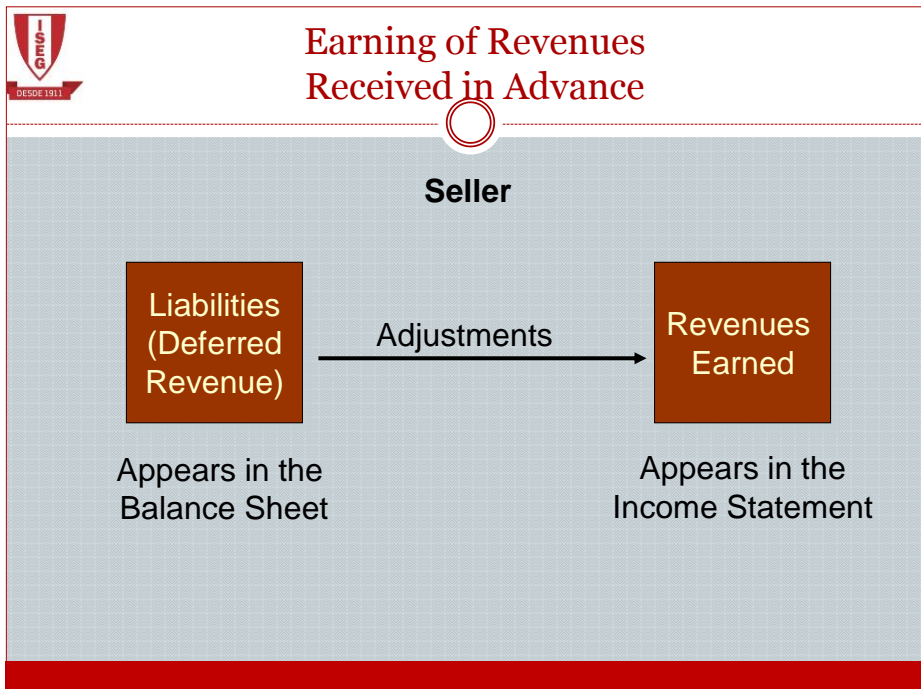 ISEG
DESDE 1911
Earning of Revenues
Received in Advance
Seller
Liabilities
(Deferred
Revenue)
Adjustments
Revenues
Earned
Appears in the
Balance Sheet
Appears in the
Income Statement